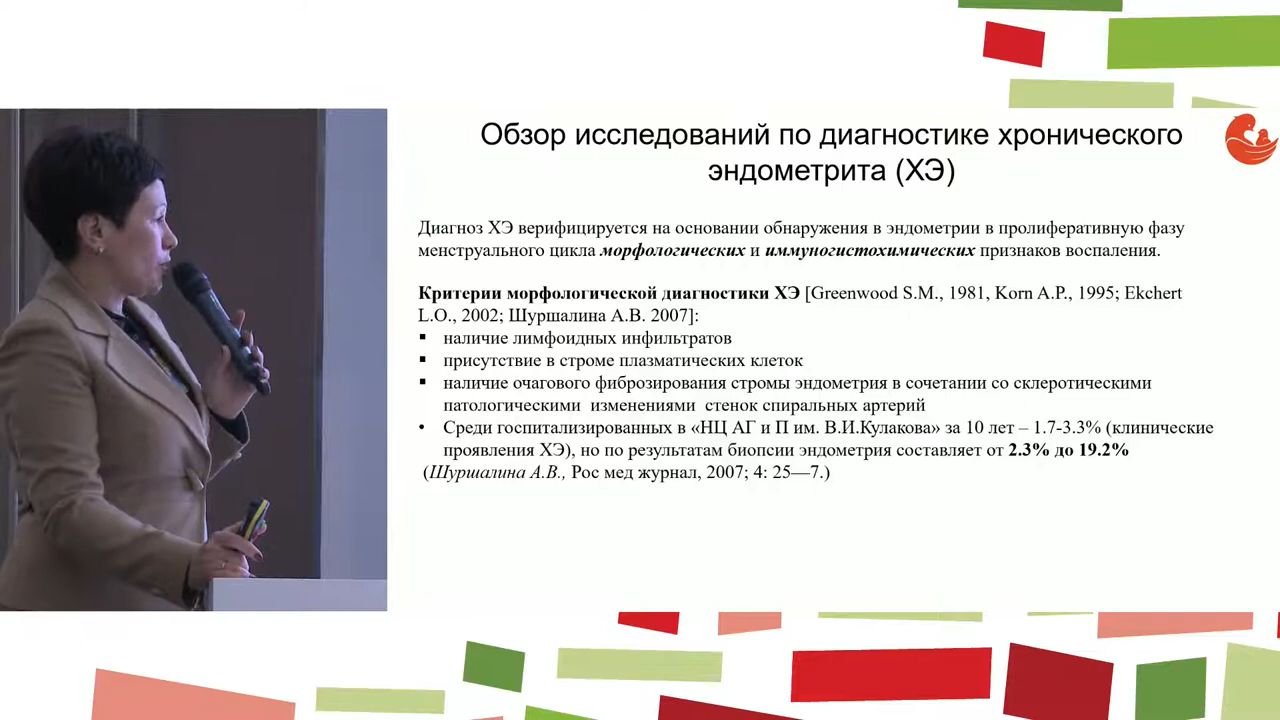 Обзор исследований по диагностике хронического
эндометрита (ХЭ)
Диагноз ХЭ верифицируется на основании обнаружения в эндометрии в пролиферативную фазу
менструального цикла морфологических и иммуногистохимических признаков воспаления.
Критерии морфологической диагностики ХЭ [Greenwood S.M., 1981, Korn A.P., 1995; Ekchert
L.O., 2002; Шуршалина А.В. 2007]:
▪ наличие лимфоидных инфильтратов
▪ присутствие в строме плазматических клеток
▪ наличие очагового фиброзирования стромы эндометрия в сочетании со склеротическими
патологическими изменениями стенок спиральных артерий
• Среди госпитализированных в «НЦ АГ и П им. В.И.Кулакова» за 10 лет – 1.7-3.3% (клинические
проявления ХЭ), но по результатам биопсии эндометрия составляет от 2.3% до 19.2%
(Шуршалина А.В., Рос мед журнал, 2007; 4: 25—7.)